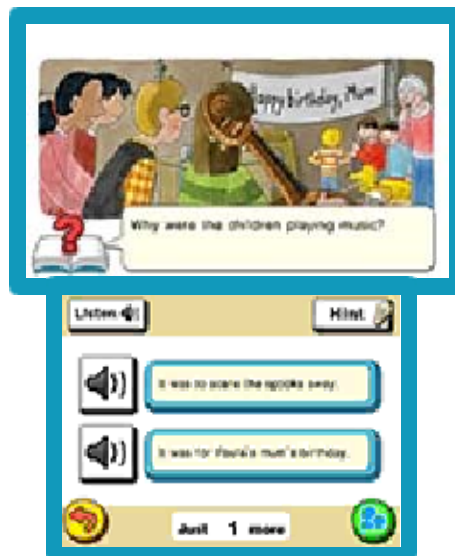 Happy birthday, Mum
Why were the children playing music?
Listen
Hint
It was to scare the spooks away.
It was for Paula's mum's birthday.
Just 1 more